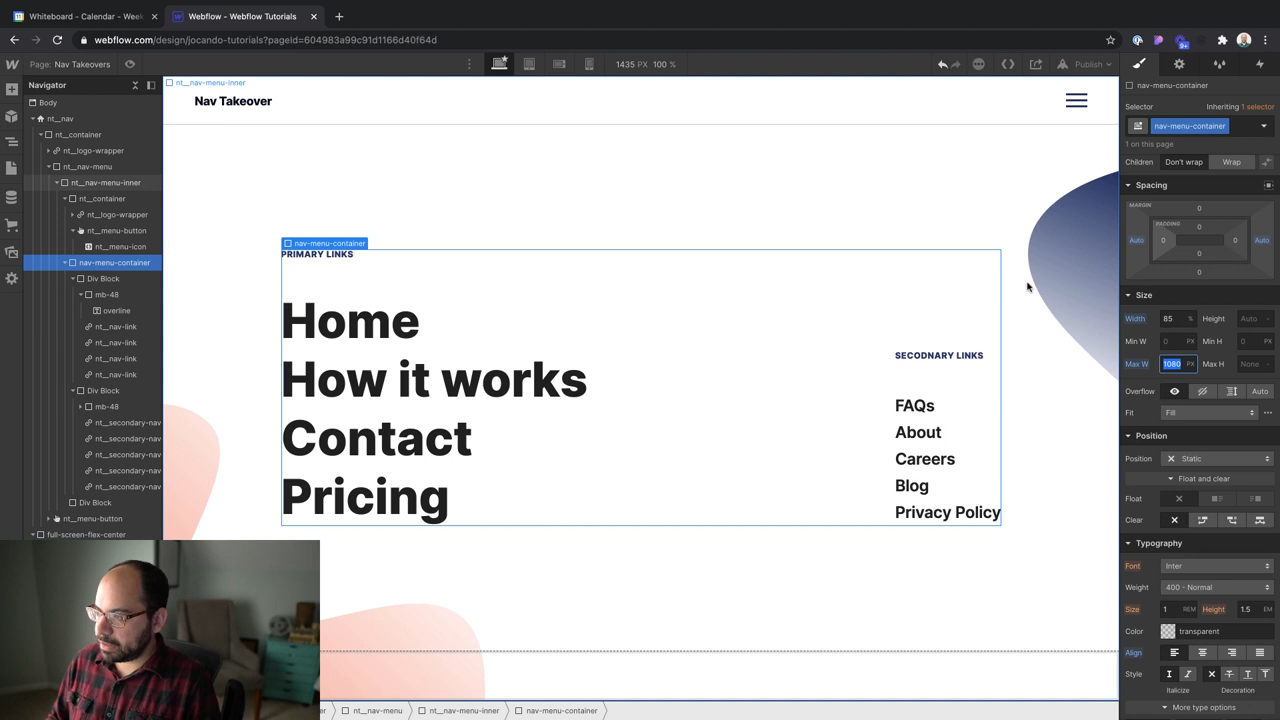 Whiteboard - Calendar - Week
Webflow - Webflow Tutorials
webflow.com/design/jocando-tutorials?pageId=604983a99c91d1166d40f64d
9+
Page: Nav Takeovers
1435 PX 100 %
Publish
Navigator
Body
nt__nav
nt__container
nt__logo-wrapper
nt__nav-menu
nt__nav-menu-inner
nt__container
nt__logo-wrapper
nt__menu-button
nt__menu-icon
nav-menu-container
Div Block
mb-48
overline
nt__nav-link
nt__nav-link
nt__nav-link
nt__nav-link
Div Block
mb-48
nt__secondary-nav
nt__secondary-nav
nt__secondary-nav
nt__secondary-nav
nt__secondary-nav
Div Block
nt__menu-button
full-screen-flex-center
nt__nav-menu-inner
Nav Takeover
nav-menu-container
PRIMARY LINKS
Home
How it works
Contact
Pricing
SECODNARY LINKS
FAQs
About
Careers
Blog
Privacy Policy
er
nt__nav-menu
nt__nav-menu-inner
nav-menu-container
nav-menu-container
Selector
Inheriting 1 selector
nav-menu-container
1 on this page
Children Don't wrap Wrap
Spacing
MARGIN
0
PADDING
0
Auto 0 0 Auto
0
0
Size
Width 85 % Height Auto -
Min W 0 PX Min H 0 PX
Max W 1080 PX Max H None -
Overflow Auto
Fit Fill
Position
Position Static
Float and clear
Float
Clear
Typography
Font Inter
Weight 400 - Normal
Size 1 REM Height 1.5 EM
Color transparent
Align
Style
Italicize Decoration
More type options